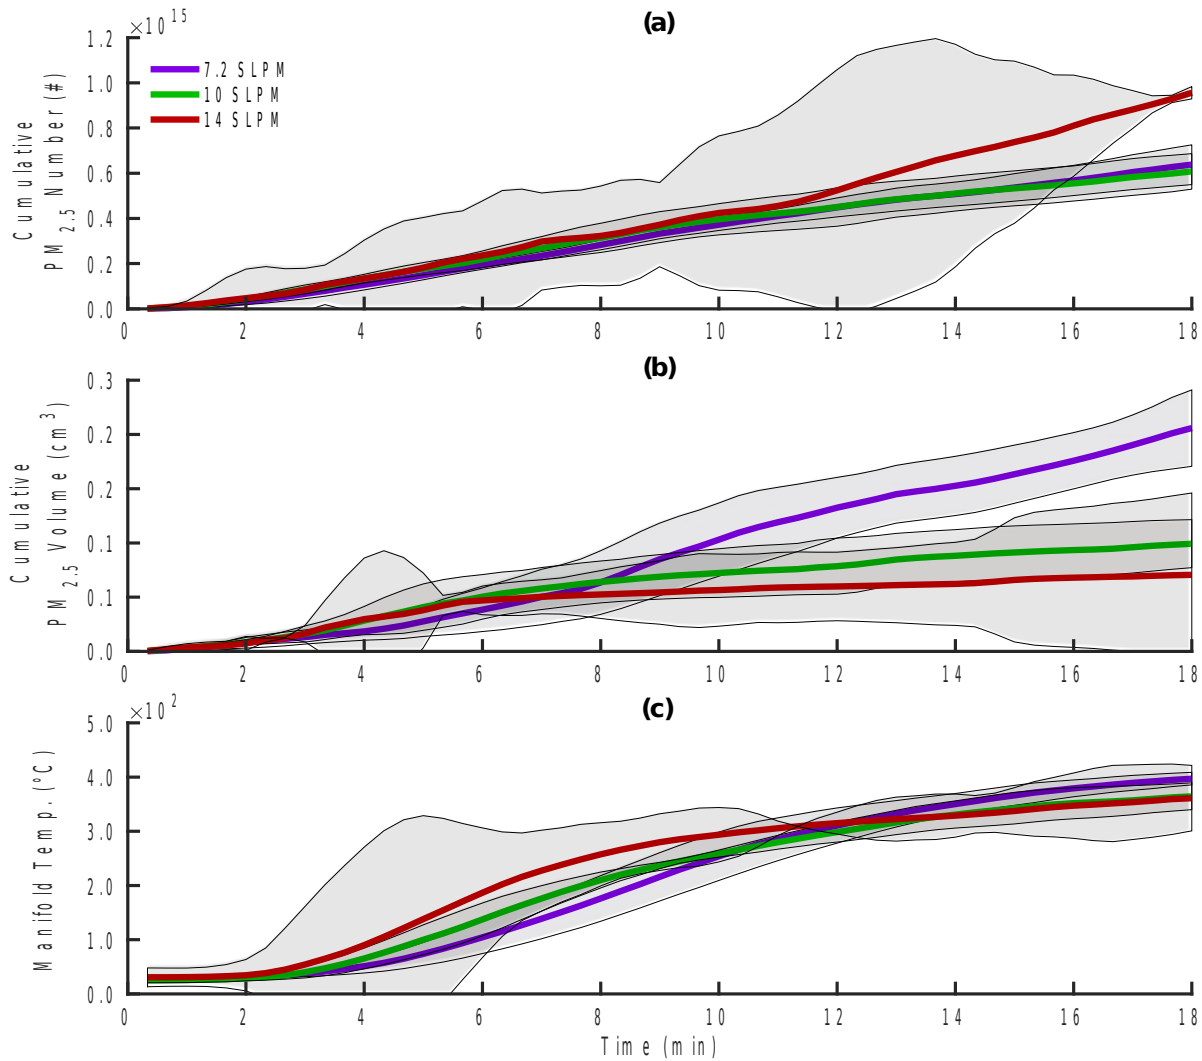 (a)
×10 15
1.2
1.0
0.8
0.6
0.4
0.2
0.0
Cumulative
PM 2.5 Number (#)
7.2 SLPM
10 SLPM
14 SLPM
0 2 4 6 8 10 12 14 16 18
(b)
0.3
0.2
0.2
0.1
0.1
0.0
Cumulative
PM 2.5 Volume (cm 3)
0 2 4 6 8 10 12 14 16 18
(c)
×10 2
5.0
4.0
3.0
2.0
1.0
0.0
Manifold Temp. (°C)
0 2 4 6 8 10 12 14 16 18
Time (min)